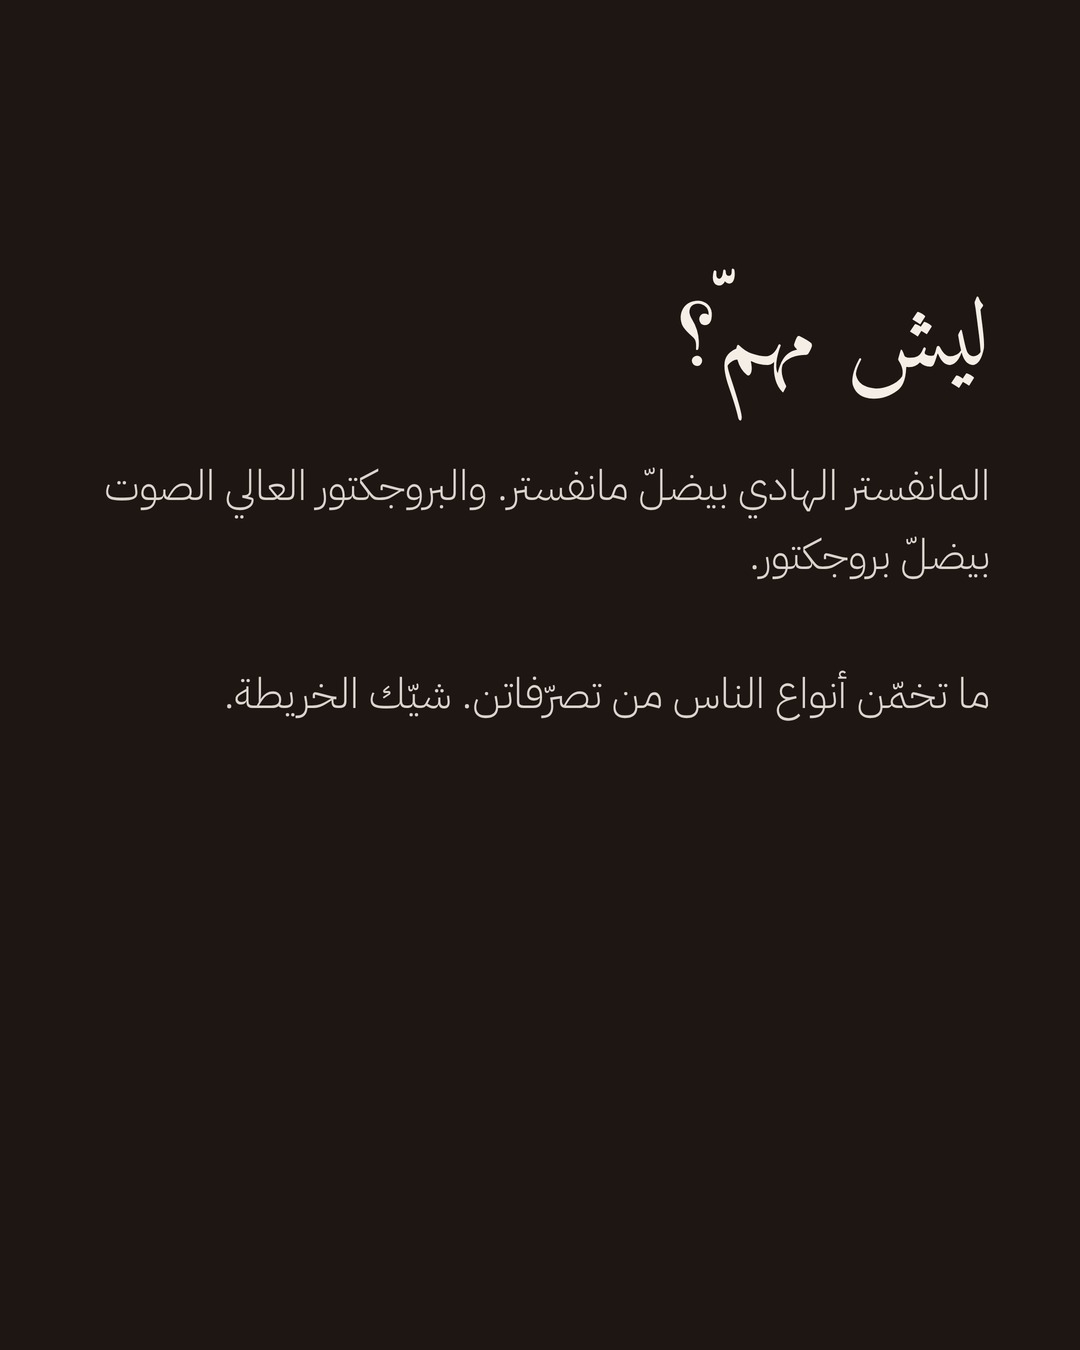 ليش مهمّ؟
المانفستر الهادي بيضلّ مانفستر. والبروجكتور العالي الصوت
بيضلّ بروجكتور.
ما تخمّن أنواع الناس من تصرّفاتن. شيّك الخريطة.